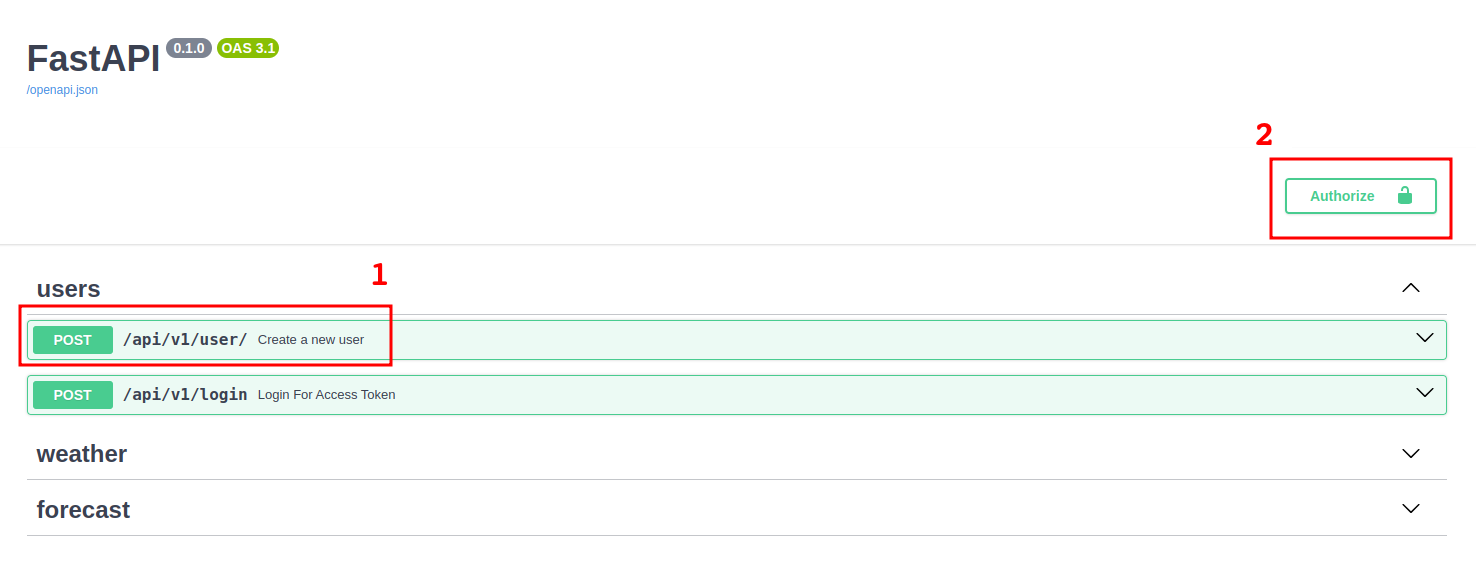 FastAPI 0.1.0 OAS 3.1
/openapi.json
2
Authorize
1
users
POST /api/v1/user/ Create a new user
POST /api/v1/login Login For Access Token
weather
forecast